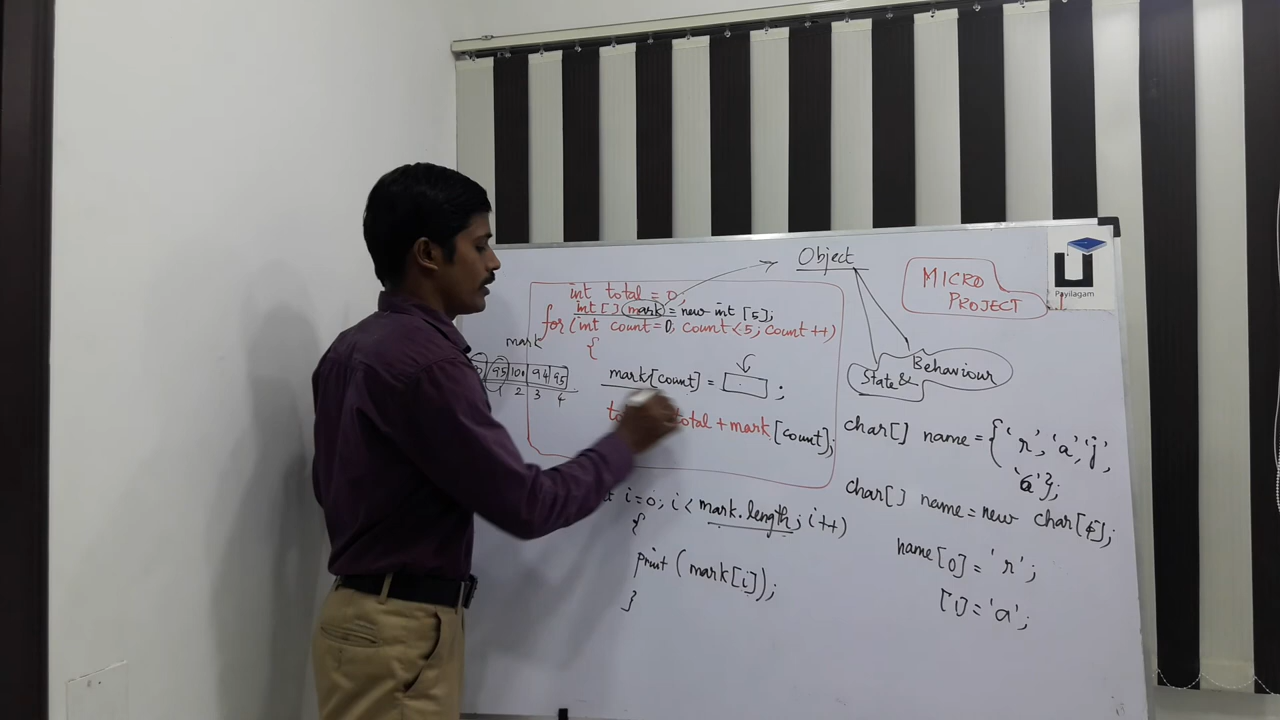 Object
MICRO
PROJECT
Payilagam
int total = 0,
int[] mark = new int [5];
for (int count=0, count<5; count++)
{
mark
95 100 94 95
1 2 3 4
mark[count] = ;
total + mark [count];
Behaviour
State &
char[] name = { 'r', 'a', 'j',
'a' };
char[] name = new char[4];
name[0] = 'r';
[1] = 'a';
i=0; i < mark.length; i++)
{
print (mark[i]);
}